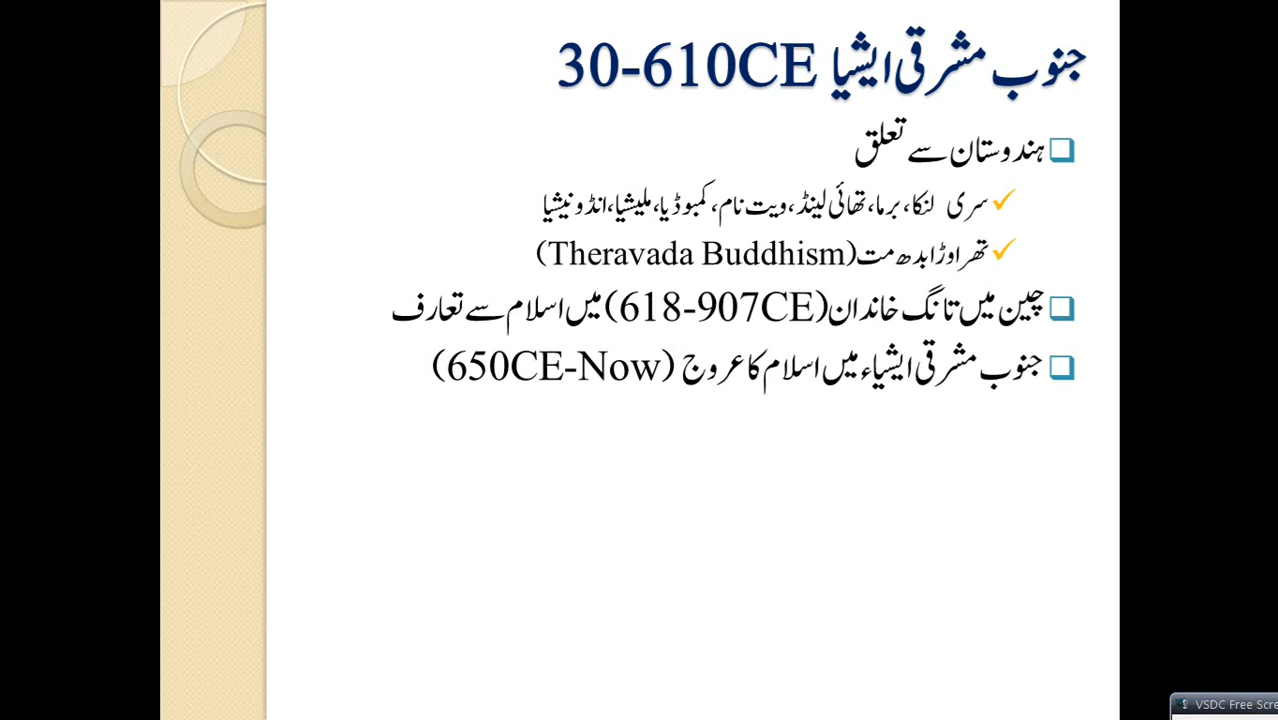 جنوب مشرقی ایشیا 30-610CE
ہندوستان سے تعلق
سری لنکا، برما، تھائی لینڈ، ویت نام، کمبوڈیا، ملیشیا، انڈونیشیا
تھراوڑا بدھ مت (Theravada Buddhism)
چین میں تانگ خاندان (618-907CE) میں اسلام سے تعارف
جنوب مشرقی ایشیاء میں اسلام کا عروج (650CE-Now)
VSDC Free Scre